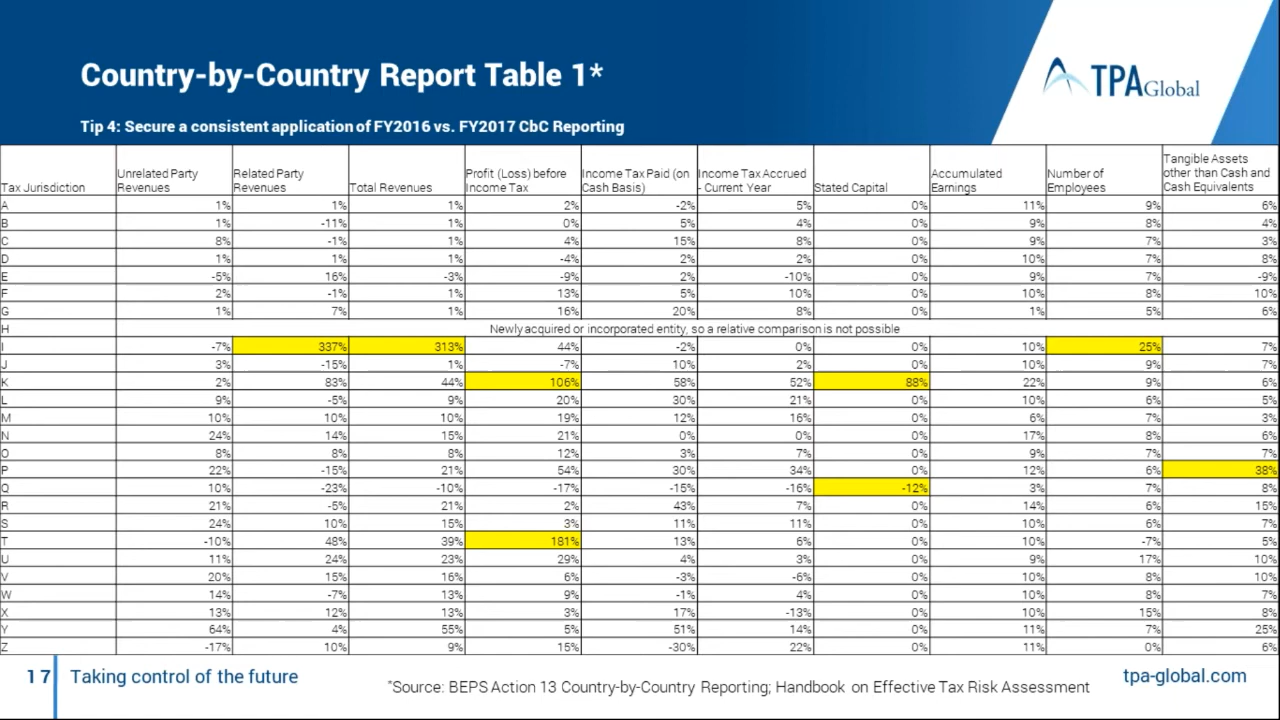 Country-by-Country Report Table 1*
TPA Global
Tip 4: Secure a consistent application of FY2016 vs. FY2017 CbC Reporting
Tax Jurisdiction | Unrelated Party Revenues | Related Party Revenues | Total Revenues | Profit (Loss) before Income Tax | Income Tax Paid (on Cash Basis) | Income Tax Accrued - Current Year | Stated Capital | Accumulated Earnings | Number of Employees | Tangible Assets other than Cash and Cash Equivalents
A 1% 1% 1% 2% -2% 5% 0% 11% 9% 6%
B 1% -11% 1% 0% 5% 4% 0% 9% 8% 4%
C 8% -1% 1% 4% 15% 8% 0% 9% 7% 3%
D 1% 1% 1% -4% 2% 2% 0% 10% 7% 8%
E -5% 16% -3% -9% 2% -10% 0% 9% 7% -9%
F 2% -1% 1% 13% 5% 10% 0% 10% 8% 10%
G 1% 7% 1% 16% 20% 8% 0% 1% 5% 6%
H Newly acquired or incorporated entity, so a relative comparison is not possible
I -7% 337% 313% 44% -2% 0% 0% 10% 25% 7%
J 3% -15% 1% -7% 10% 2% 0% 10% 9% 7%
K 2% 83% 44% 106% 58% 52% 88% 22% 9% 6%
L 9% -5% 9% 20% 30% 21% 0% 10% 6% 5%
M 10% 10% 10% 19% 12% 16% 0% 6% 7% 3%
N 24% 14% 15% 21% 0% 0% 0% 17% 8% 6%
O 8% 8% 8% 12% 3% 7% 0% 9% 7% 7%
P 22% -15% 21% 54% 30% 34% 0% 12% 6% 38%
Q 10% -23% -10% -17% -15% -16% -12% 3% 7% 8%
R 21% -5% 21% 2% 43% 7% 0% 14% 6% 15%
S 24% 10% 15% 3% 11% 11% 0% 10% 6% 7%
T -10% 48% 39% 181% 13% 6% 0% 10% -7% 5%
U 11% 24% 23% 29% 4% 3% 0% 9% 17% 10%
V 20% 15% 16% 6% -3% -6% 0% 10% 8% 10%
W 14% -7% 13% 9% -1% 4% 0% 10% 8% 7%
X 13% 12% 13% 3% 17% -13% 0% 10% 15% 8%
Y 64% 4% 55% 5% 51% 14% 0% 11% 7% 25%
Z -17% 10% 9% 15% -30% 22% 0% 11% 0% 6%
17 Taking control of the future
*Source: BEPS Action 13 Country-by-Country Reporting; Handbook on Effective Tax Risk Assessment
tpa-global.com